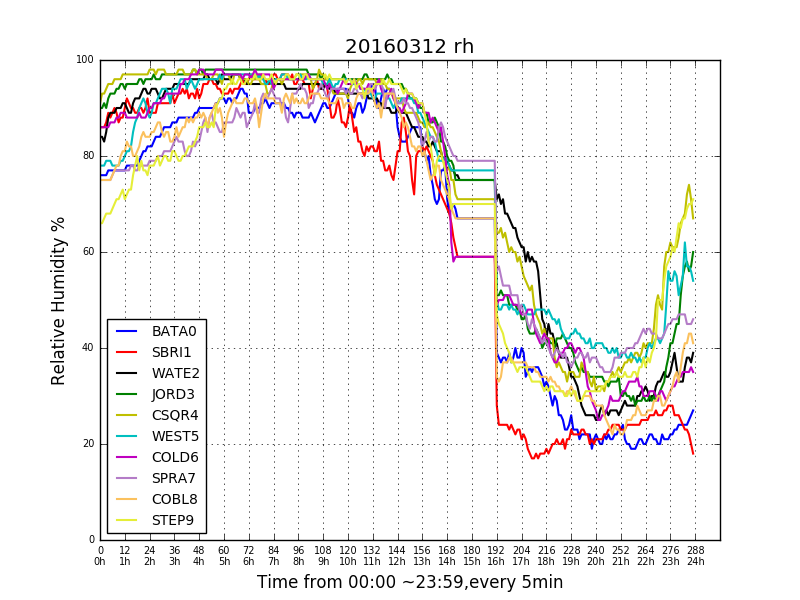 20160312 rh
100
80
60
40
20
0
Relative Humidity %
BATA0
SBRI1
WATE2
JORD3
CSQR4
WEST5
COLD6
SPRA7
COBL8
STEP9
0 12 24 36 48 60 72 84 96 108 120 132 144 156 168 180 192 204 216 228 240 252 264 276 288
0h 1h 2h 3h 4h 5h 6h 7h 8h 9h 10h 11h 12h 13h 14h 15h 16h 17h 18h 19h 20h 21h 22h 23h 24h
Time from 00:00 ~23:59,every 5min